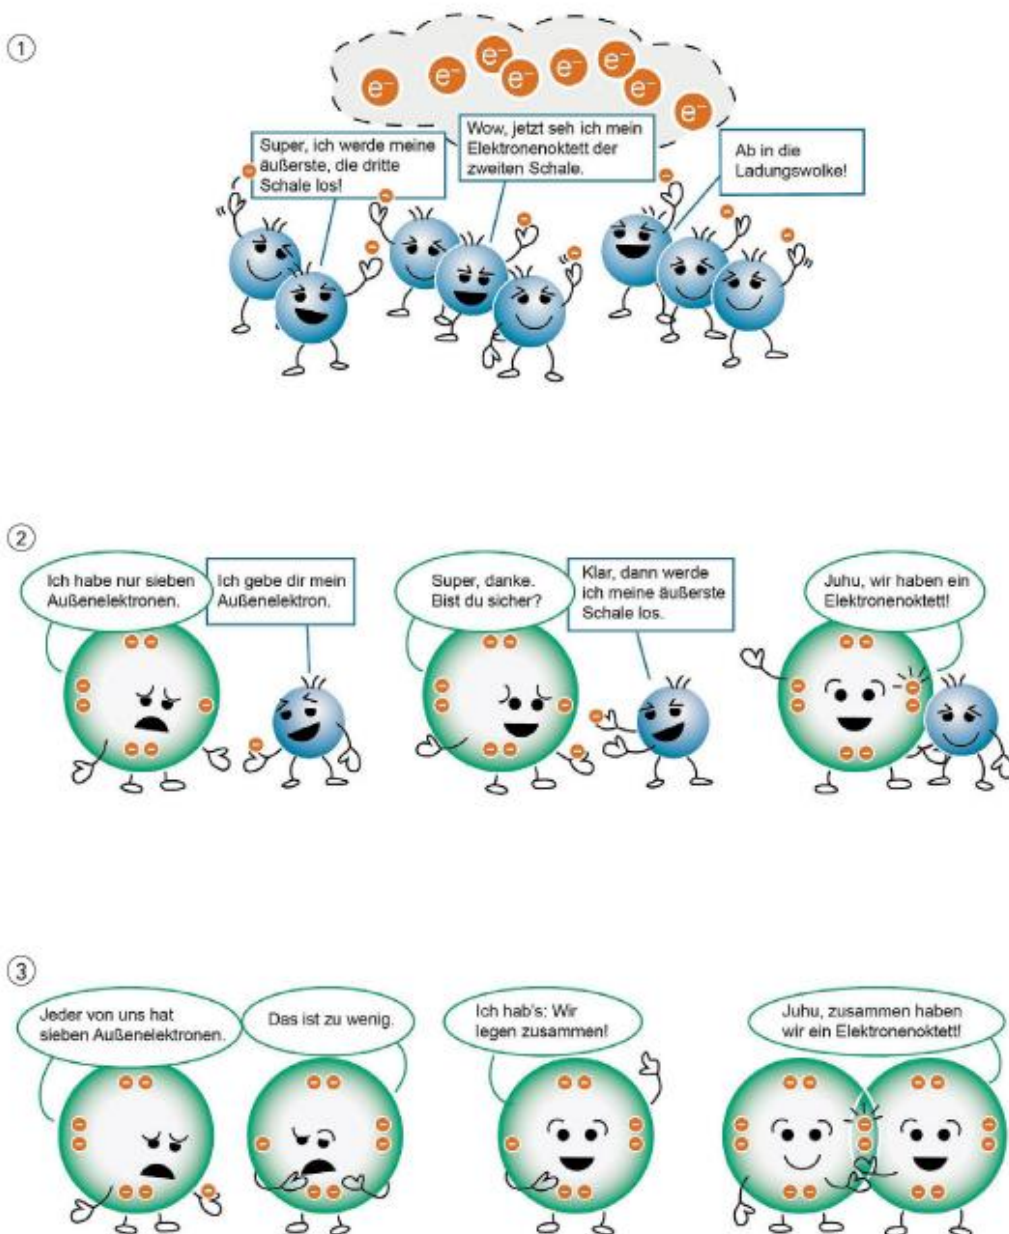 ①
e⁻ e⁻ e⁻ e⁻ e⁻ e⁻ e⁻ e⁻
Super, ich werde meine
äußerste, die dritte
Schale los!
Wow, jetzt seh ich mein
Elektronenoktett der
zweiten Schale.
Ab in die
Ladungswolke!
②
Ich habe nur sieben
Außenelektronen.
Ich gebe dir mein
Außenelektron.
Super, danke.
Bist du sicher?
Klar, dann werde
ich meine äußerste
Schale los.
Juhu, wir haben ein
Elektronenoktett!
③
Jeder von uns hat
sieben Außenelektronen.
Das ist zu wenig.
Ich hab's: Wir
legen zusammen!
Juhu, zusammen haben
wir ein Elektronenoktett!